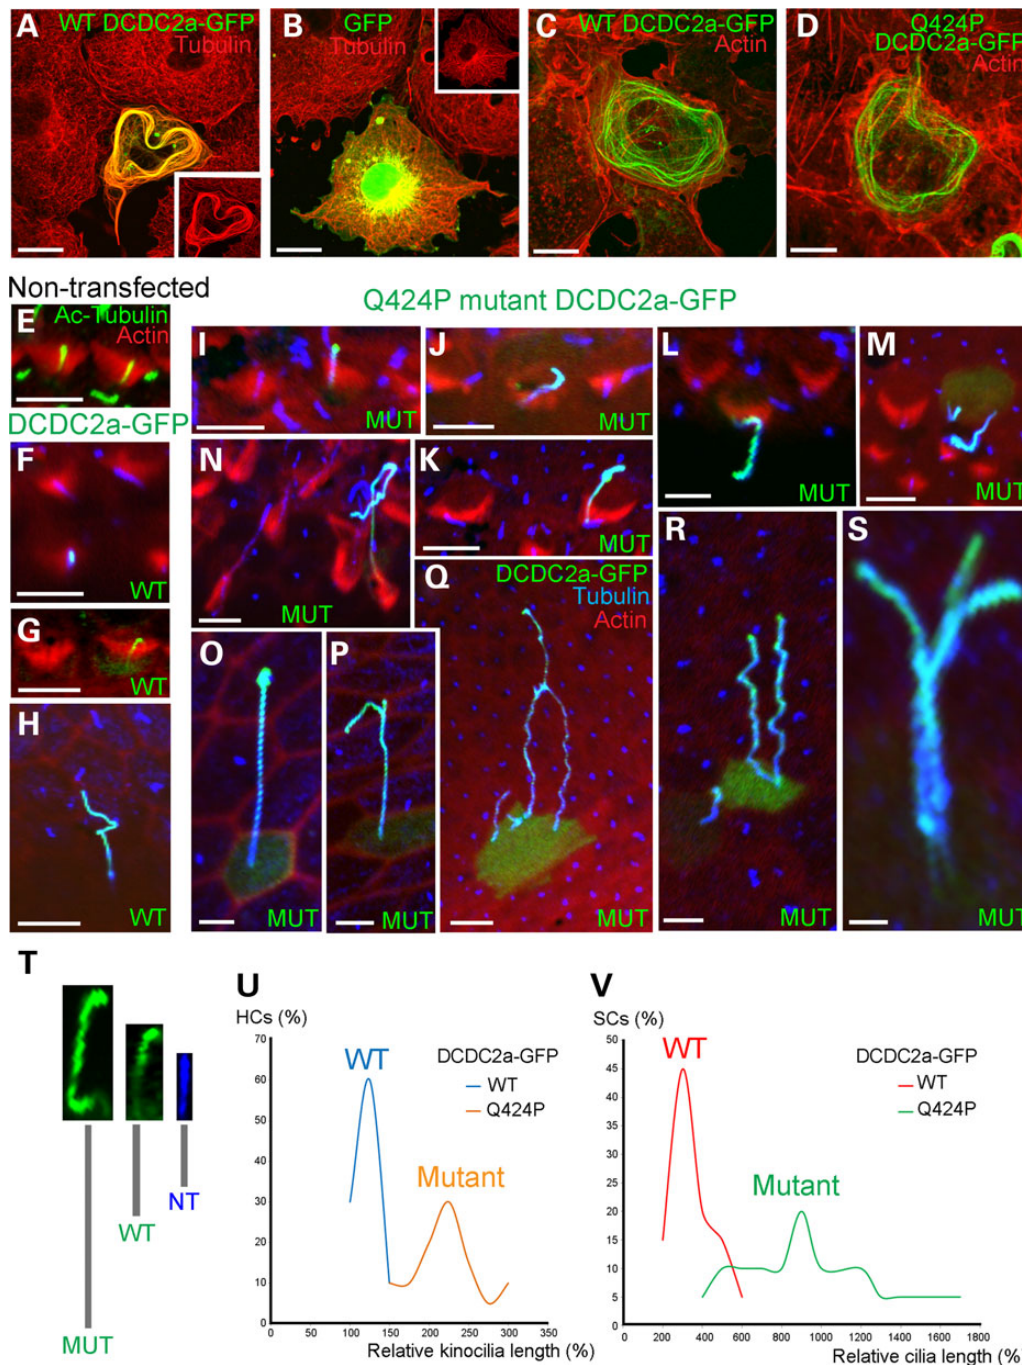 A WT DCDC2a-GFP
Tubulin
B GFP
Tubulin
C WT DCDC2a-GFP
Actin
D Q424P
DCDC2a-GFP
Actin
Non-transfected
Q424P mutant DCDC2a-GFP
E Ac-Tubulin
Actin
DCDC2a-GFP
F
WT
G
WT
H
WT
I
MUT
J
MUT
L
MUT
M
MUT
N
MUT
K
MUT
O
MUT
P
MUT
Q DCDC2a-GFP
Tubulin
Actin
MUT
R
MUT
S
MUT
T
MUT
WT
NT
U
HCs (%)
70
60
50
40
30
20
10
0
0 50 100 150 200 250 300 350
Relative kinocilia length (%)
WT
Mutant
DCDC2a-GFP
WT
Q424P
V
SCs (%)
50
45
40
35
30
25
20
15
10
5
0
0 200 400 600 800 1000 1200 1400 1600 1800
Relative cilia length (%)
WT
Mutant
DCDC2a-GFP
WT
Q424P